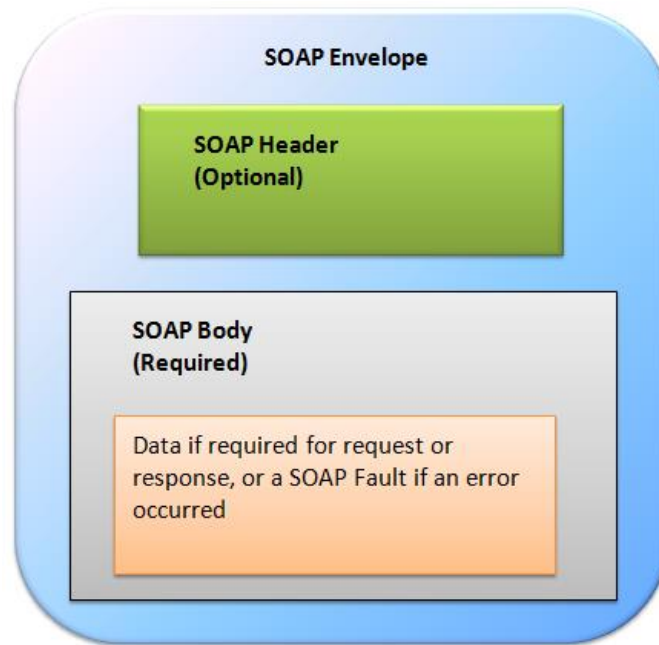 SOAP Envelope
SOAP Header
(Optional)
SOAP Body
(Required)
Data if required for request or
response, or a SOAP Fault if an error
occurred